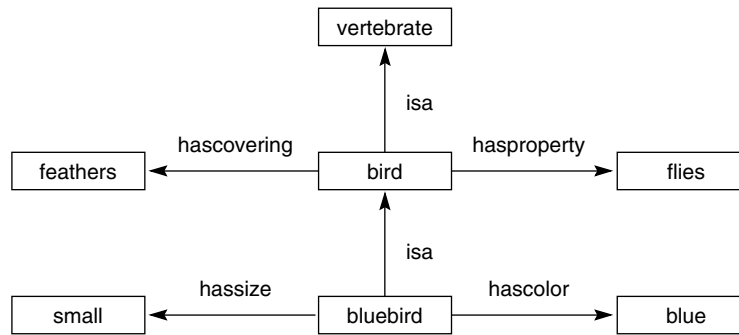 vertebrate
isa
hascovering
hasproperty
feathers
bird
flies
isa
hassize
hascolor
small
bluebird
blue